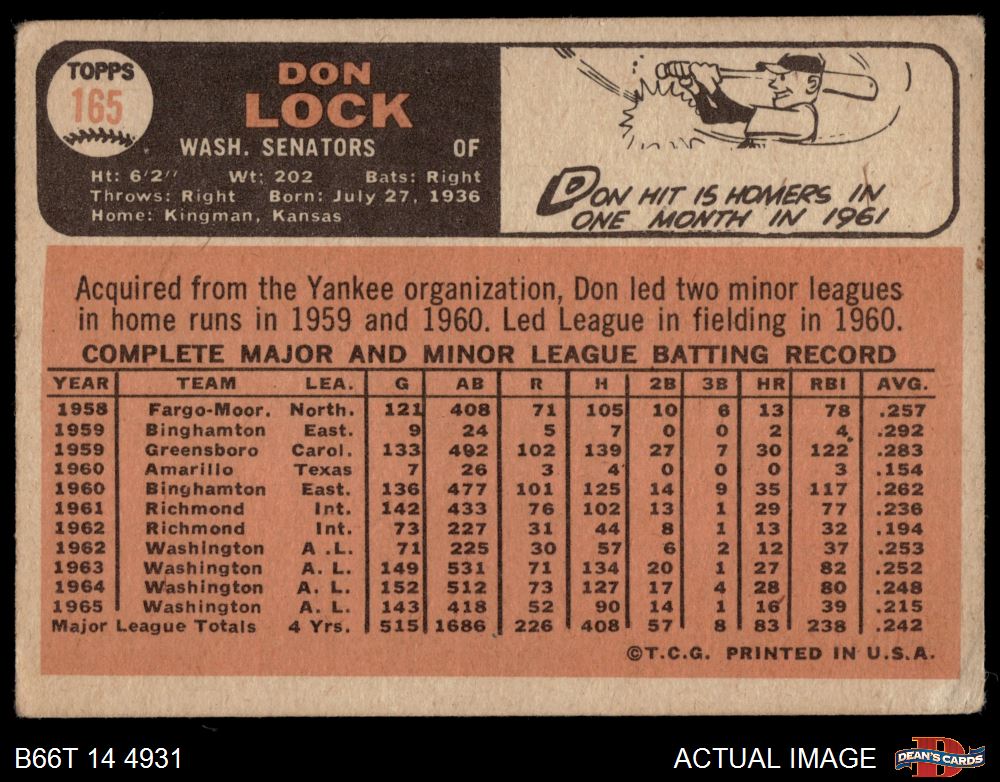 TOPPS
165
DON
LOCK
WASH. SENATORS OF
Ht: 6'2" Wt: 202 Bats: Right
Throws: Right Born: July 27, 1936
Home: Kingman, Kansas
DON HIT 15 HOMERS IN
ONE MONTH IN 1961
Acquired from the Yankee organization, Don led two minor leagues
in home runs in 1959 and 1960. Led League in fielding in 1960.
COMPLETE MAJOR AND MINOR LEAGUE BATTING RECORD
YEAR TEAM LEA. G AB R H 2B 3B HR RBI AVG.
1958 Fargo-Moor. North. 121 408 71 105 10 6 13 78 .257
1959 Binghamton East. 9 24 5 7 0 0 2 4 .292
1959 Greensboro Carol. 133 492 102 139 27 7 30 122 .283
1960 Amarillo Texas 7 26 3 4 0 0 0 3 .154
1960 Binghamton East. 136 477 101 125 14 9 35 117 .262
1961 Richmond Int. 142 433 76 102 13 1 29 77 .236
1962 Richmond Int. 73 227 31 44 8 1 13 32 .194
1962 Washington A .L. 71 225 30 57 6 2 12 37 .253
1963 Washington A. L. 149 531 71 134 20 1 27 82 .252
1964 Washington A. L. 152 512 73 127 17 4 28 80 .248
1965 Washington A. L. 143 418 52 90 14 1 16 39 .215
Major League Totals 4 Yrs. 515 1686 226 408 57 8 83 238 .242
©T.C.G. PRINTED IN U.S.A.
B66T 14 4931
ACTUAL IMAGE
D
DEAN'S CARDS